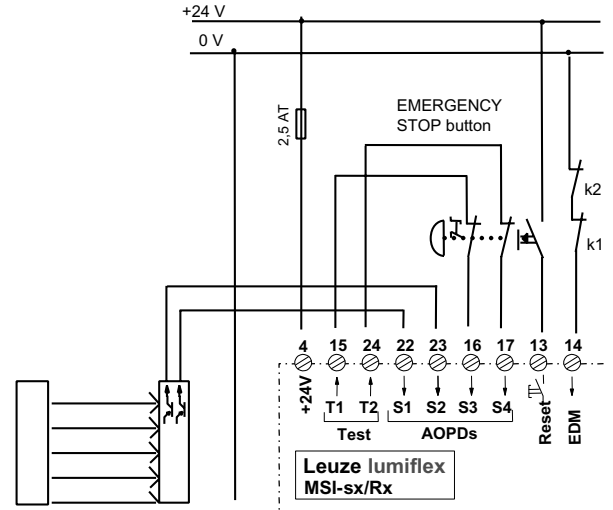 +24 V
0 V
2,5 AT
EMERGENCY
STOP button
k2
k1
4 15 24 22 23 16 17 13 14
+24V T1 T2 S1 S2 S3 S4 Reset EDM
Test AOPDs
Leuze lumiflex
MSI-sx/Rx